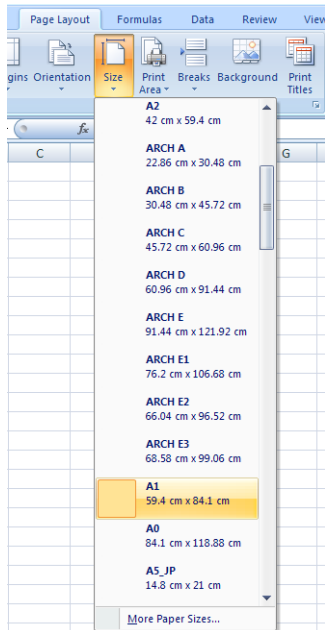 Page Layout Formulas Data Review View
gins Orientation Size Print Area Breaks Background Print Titles
fx
C G
A2
42 cm x 59.4 cm
ARCH A
22.86 cm x 30.48 cm
ARCH B
30.48 cm x 45.72 cm
ARCH C
45.72 cm x 60.96 cm
ARCH D
60.96 cm x 91.44 cm
ARCH E
91.44 cm x 121.92 cm
ARCH E1
76.2 cm x 106.68 cm
ARCH E2
66.04 cm x 96.52 cm
ARCH E3
68.58 cm x 99.06 cm
A1
59.4 cm x 84.1 cm
A0
84.1 cm x 118.88 cm
A5_JP
14.8 cm x 21 cm
More Paper Sizes...